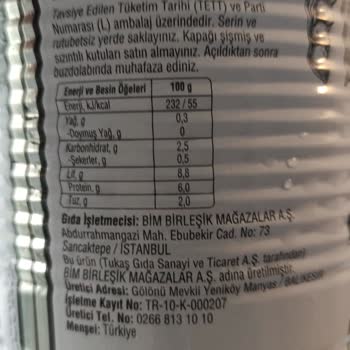 Tavsiye Edilen Tüketim Tarihi (TETT) ve Parti
Numarası (L) ambalaj üzerindedir. Serin ve
rutubetsiz yerde saklayınız. Kapağı şişmiş ve
sızıntılı kutuları satın almayınız. Açıldıktan sonra
buzdolabında muhafaza ediniz.
Enerji ve Besin Öğeleri 100 g
Enerji, kJ/kcal 232 / 55
Yağ, g 0,3
-Doymuş Yağ, g 0
Karbonhidrat, g 2,5
-Şekerler, g 0,5
Lif, g 8,8
Protein, g 6,0
Tuz, g 2,0
Gıda İşletmecisi: BİM BİRLEŞİK MAĞAZALAR A.Ş.
Abdurrahmangazi Mah. Ebubekir Cad. No: 73
Sancaktepe / İSTANBUL
Bu ürün (Tukaş Gıda Sanayi ve Ticaret A.Ş. tarafından)
BİM BİRLEŞİK MAĞAZALAR A.Ş. adına üretilmiştir.
Üretici Adresi: Gölönü Mevkii Yeniköy Manyas / BALIKESİR
İşletme Kayıt No: TR-10-K-000207
Üretici Tel. No: 0266 813 10 10
Menşei: Türkiye